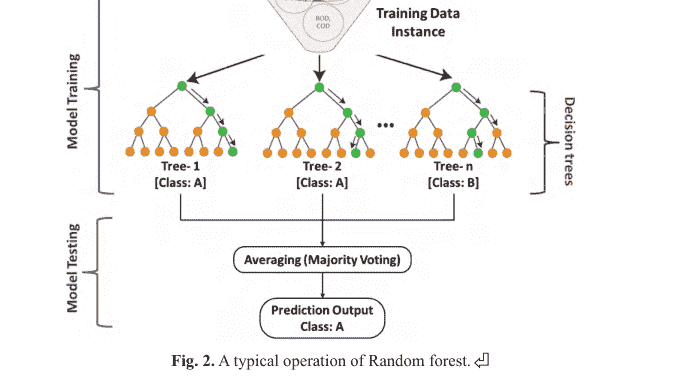 BOD,
COD
Training Data
Instance
Model Training
Decision trees
...
Tree- 1
[Class: A]
Tree- 2
[Class: A]
Tree- n
[Class: B]
Model Testing
Averaging (Majority Voting)
Prediction Output
Class: A
Fig. 2. A typical operation of Random forest.